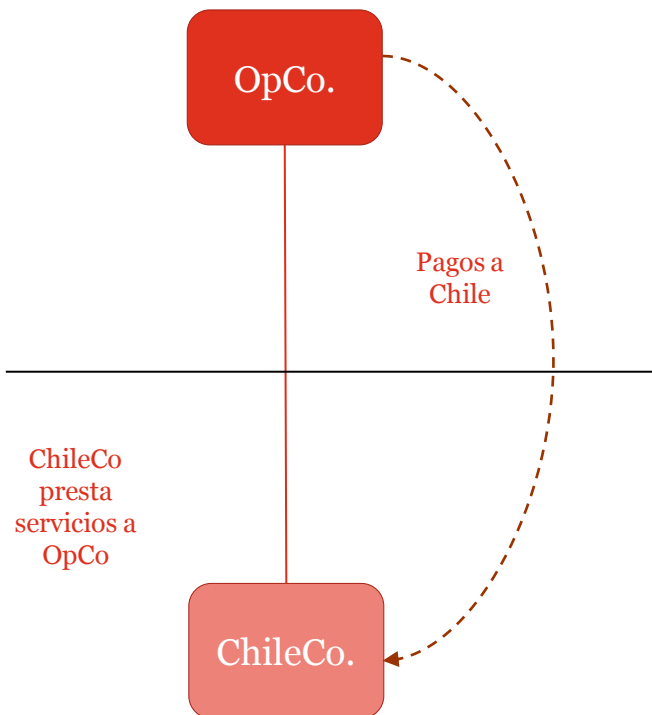 OpCo.
Pagos a
Chile
ChileCo
presta
servicios a
OpCo
ChileCo.